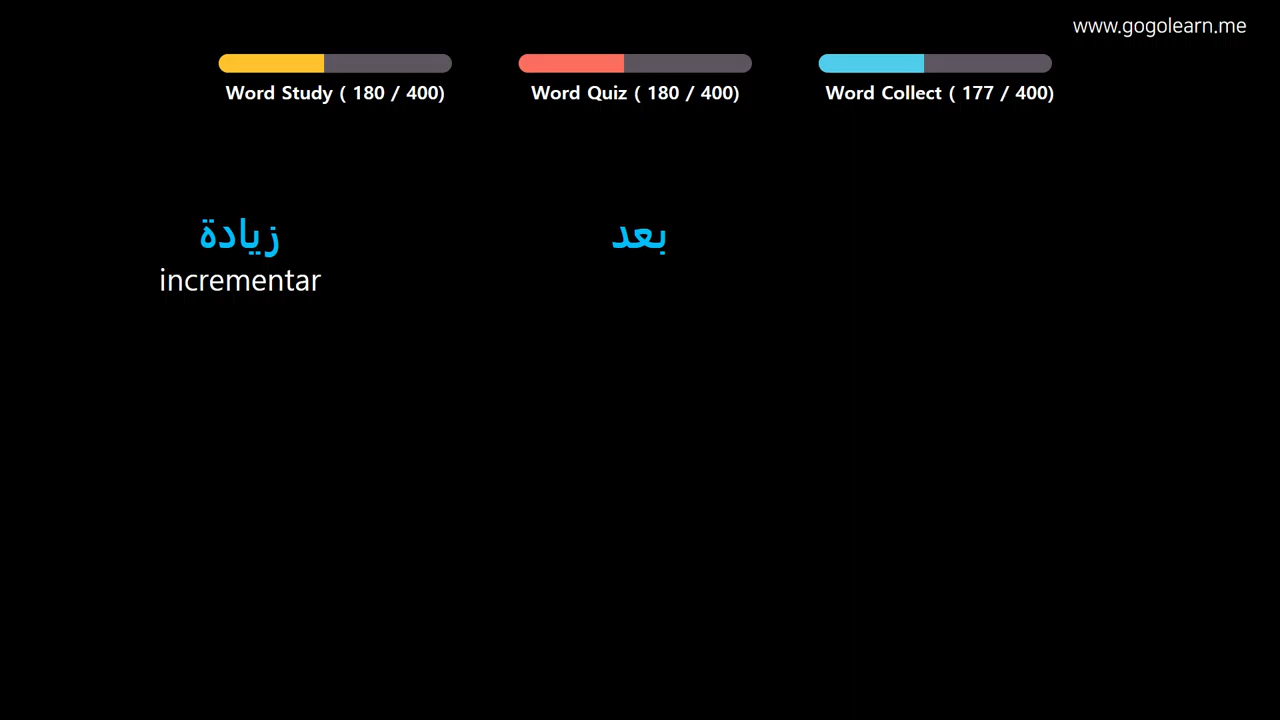 www.gogolearn.me
Word Study ( 180 / 400)
Word Quiz ( 180 / 400)
Word Collect ( 177 / 400)
زيادة
incrementar
بعد